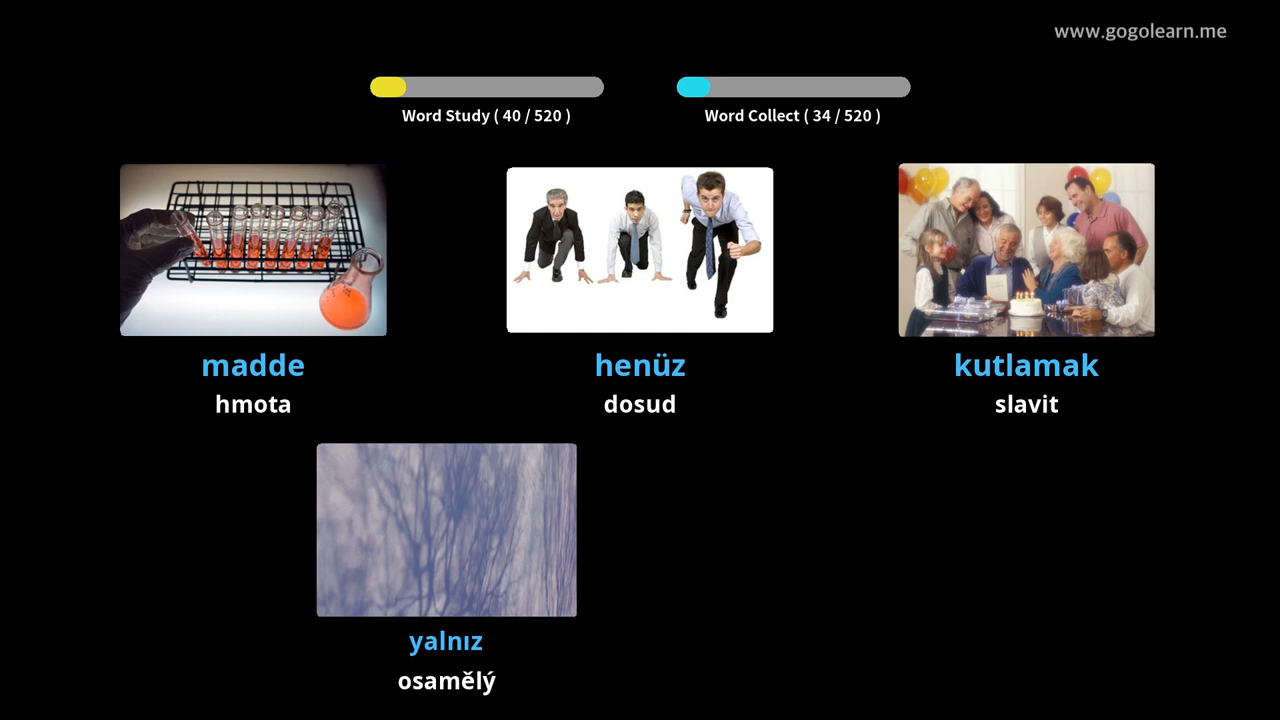 www.gogolearn.me
Word Study ( 40 / 520 )
Word Collect ( 34 / 520 )
madde
hmota
henüz
dosud
kutlamak
slavit
yalnız
osamělý